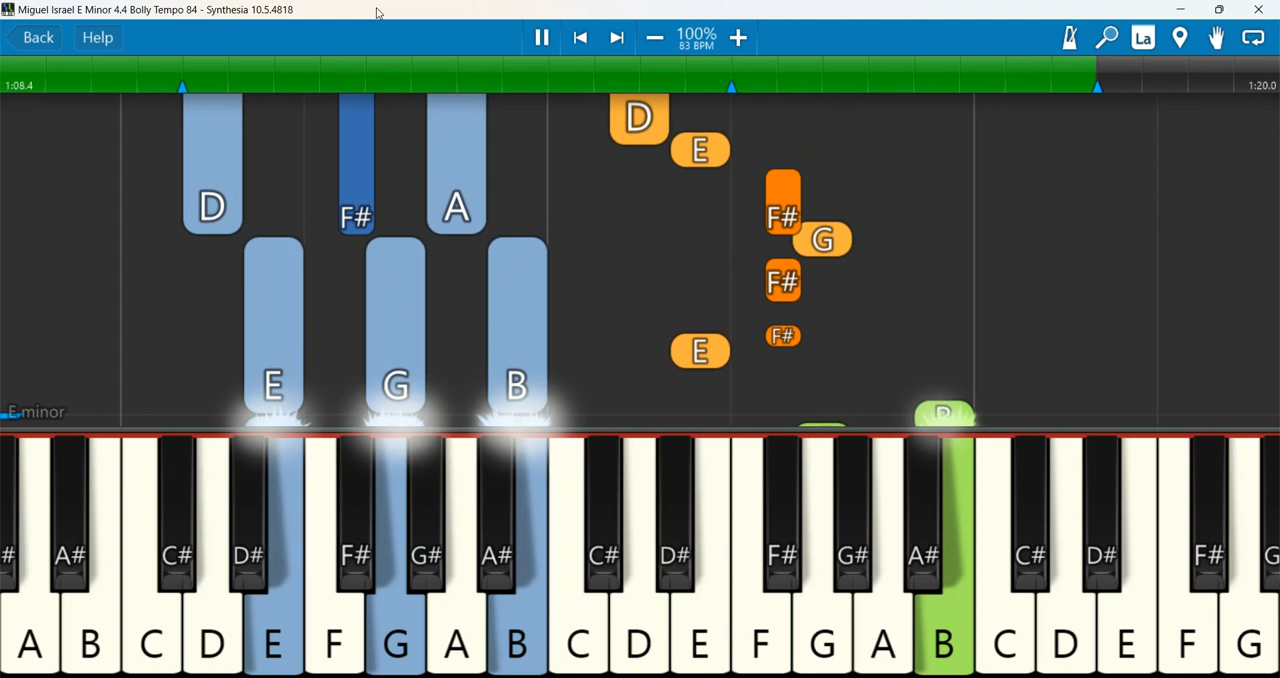 Miguel Israel E Minor 4.4 Bolly Tempo 84 - Synthesia 10.5.4818
Back Help 100% La
83 BPM
1:08.4 1:20.0
D F# A D
E
F# G
F#
F#
E
E G B
E minor
B
# A# C# D# F# G# A# C# D# F# G# A# C# D# F# G
A B C D E F G A B C D E F G A B C D E F G